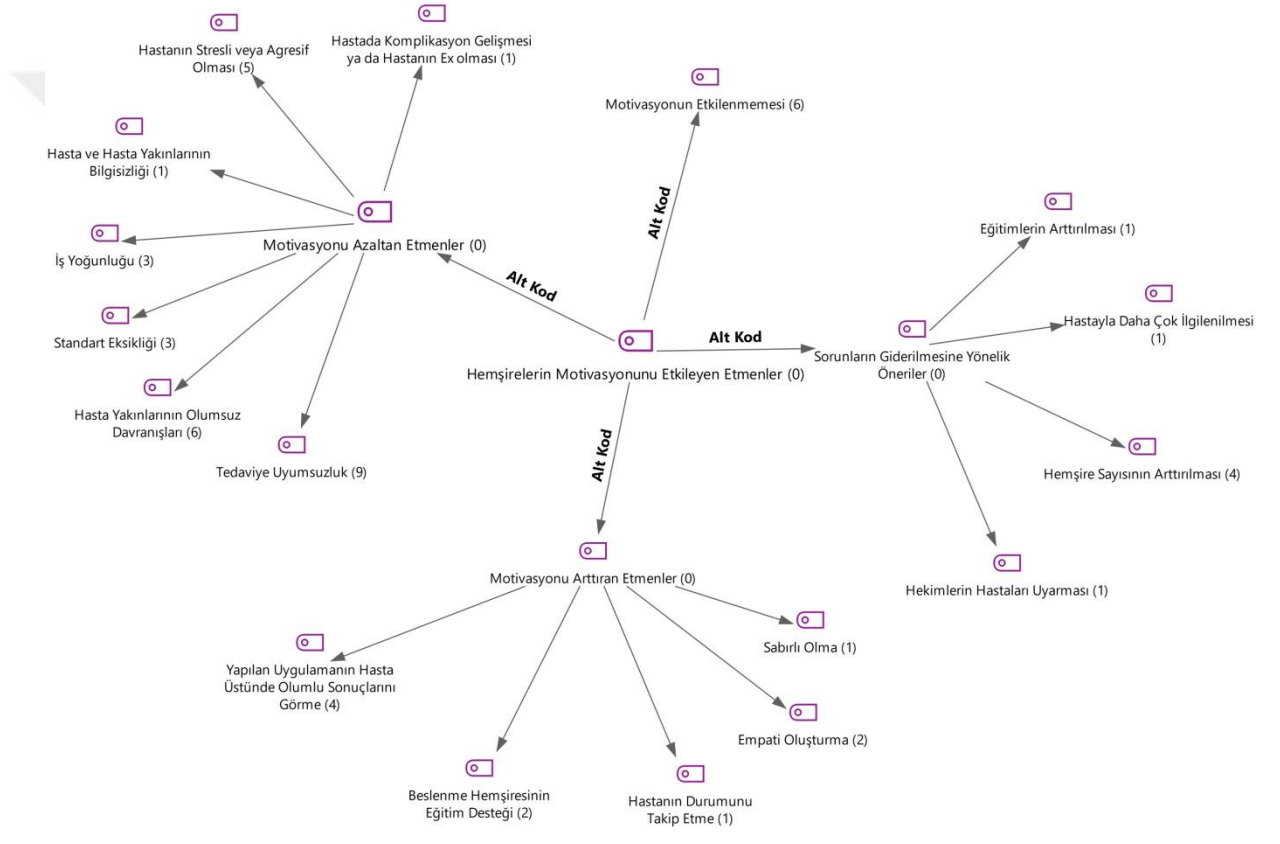 Hastanın Stresli veya Agresif
Olması (5)
Hastada Komplikasyon Gelişmesi
ya da Hastanın Ex olması (1)
Motivasyonun Etkilenmemesi (6)
Hasta ve Hasta Yakınlarının
Bilgisizliği (1)
Alt Kod
Motivasyonu Azaltan Etmenler (0)
İş Yoğunluğu (3)
Eğitimlerin Arttırılması (1)
Alt Kod
Standart Eksikliği (3)
Hastayla Daha Çok İlgilenilmesi
(1)
Alt Kod
Hemşirelerin Motivasyonunu Etkileyen Etmenler (0)
Sorunların Giderilmesine Yönelik
Öneriler (0)
Hasta Yakınlarının Olumsuz
Davranışları (6)
Tedaviye Uyumsuzluk (9)
Alt Kod
Hemşire Sayısının Arttırılması (4)
Motivasyonu Arttıran Etmenler (0)
Hekimlerin Hastaları Uyarması (1)
Sabırlı Olma (1)
Yapılan Uygulamanın Hasta
Üstünde Olumlu Sonuçlarını
Görme (4)
Empati Oluşturma (2)
Beslenme Hemşiresinin
Eğitim Desteği (2)
Hastanın Durumunu
Takip Etme (1)